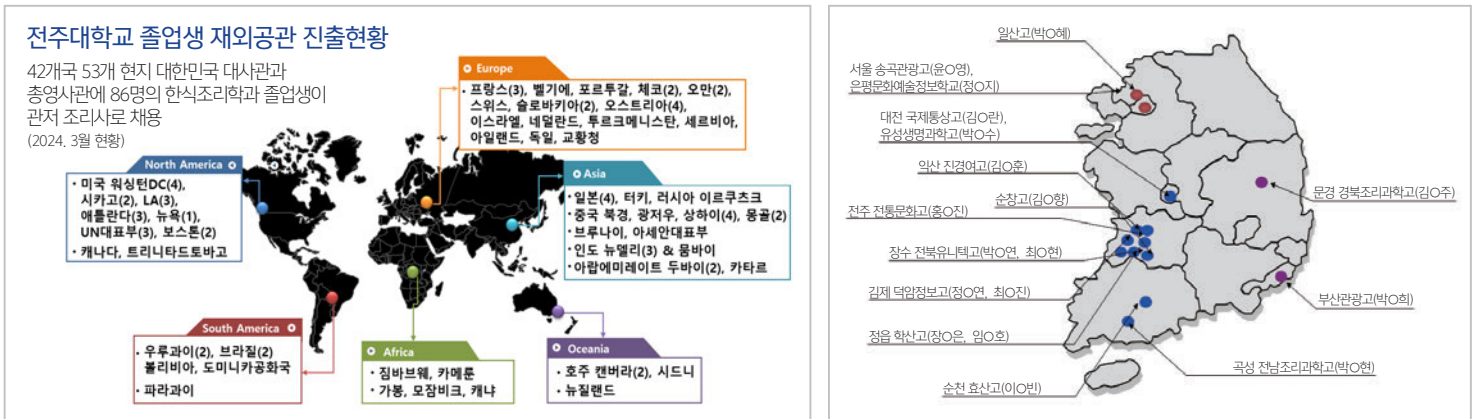 전주대학교 졸업생 재외공관 진출현황
42개국 53개 현지 대한민국 대사관과
총영사관에 86명의 한식조리학과 졸업생이
관저 조리사로 채용
(2024. 3월 현황)
Europe
· 프랑스(3), 벨기에, 포르투갈, 체코(2), 오만(2),
스위스, 슬로바키아(2), 오스트리아(4),
이스라엘, 네덜란드, 투르크메니스탄, 세르비아,
아일랜드, 독일, 교황청
North America
· 미국 워싱턴DC(4),
시카고(2), LA(3),
애틀란다(3), 뉴욕(1),
UN대표부(3), 보스톤(2)
· 캐나다, 트리니타드토바고
Asia
· 일본(4), 터키, 러시아 이르쿠츠크
· 중국 북경, 광저우, 상하이(4), 몽골(2)
· 브루나이, 아세안대표부
· 인도 뉴델리(3) & 뭄바이
· 아랍에미레이트 두바이(2), 카타르
South America
· 우루과이(2), 브라질(2)
볼리비아, 도미니카공화국
· 파라과이
Africa
· 짐바브웨, 카메룬
· 가봉, 모잠비크, 캐냐
Oceania
· 호주 캔버라(2), 시드니
· 뉴질랜드
일산고(박O혜)
서울 송곡관광고(윤O영),
은평문화예술정보학교(정O지)
대전 국제통상고(김O란),
유성생명과학고(박O수)
익산 진경여고(김O훈)
순창고(김O향)
전주 전통문화고(홍O진)
장수 전북유니텍고(박O연, 최O현)
김제 덕암정보고(정O연, 최O진)
정읍 학산고(장O은, 임O호)
순천 효산고(이O빈)
문경 경북조리과학고(김O주)
부산관광고(박O희)
곡성 전남조리과학고(박O현)